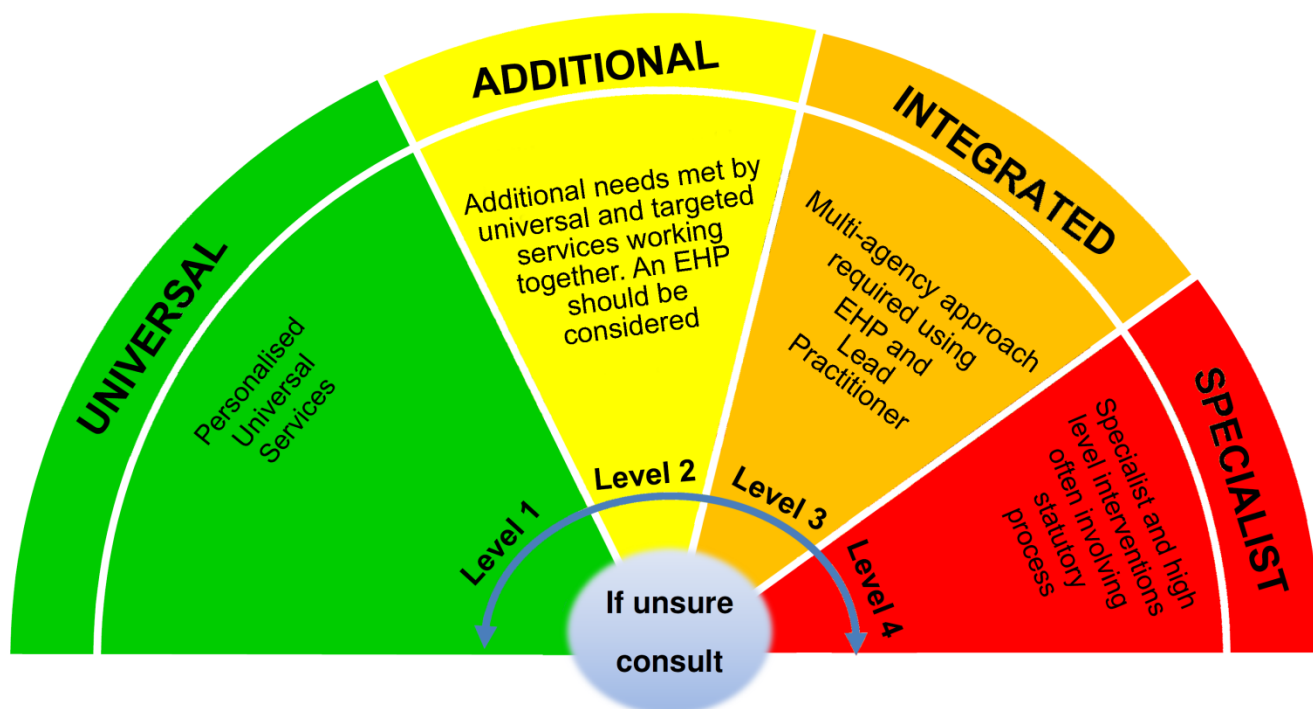 UNIVERSAL
Personalised
Universal
Services
Level 1
ADDITIONAL
Additional needs met by
universal and targeted
services working
together. An EHP
should be
considered
Level 2
INTEGRATED
Multi-agency approach
required using
EHP and
Lead
Practitioner
Level 3
SPECIALIST
Specialist and high
level interventions
often involving
statutory
process
Level 4
If unsure
consult